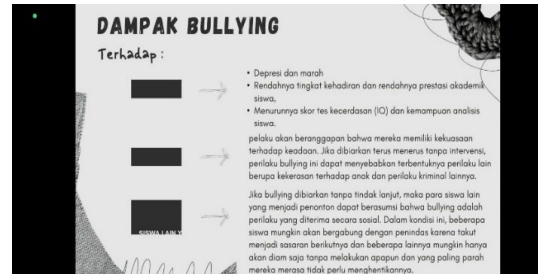 DAMPAK BULLYING
Terhadap :
• Depresi dan marah
• Rendahnya tingkat kehadiran dan rendahnya prestasi akademik
siswa,
• Menurunnya skor tes kecerdasan (IQ) dan kemampuan analisis
siswa.
pelaku akan beranggapan bahwa mereka memiliki kekuasaan
terhadap keadaan. Jika dibiarkan terus menerus tanpa intervensi,
perilaku bullying ini dapat menyebabkan terbentuknya perilaku lain
berupa kekerasan terhadap anak dan perilaku kriminal lainnya.
SISWA LAIN Y
Jika bullying dibiarkan tanpa tindak lanjut, maka para siswa lain
yang menjadi penonton dapat berasumsi bahwa bullying adalah
perilaku yang diterima secara sosial. Dalam kondisi ini, beberapa
siswa mungkin akan bergabung dengan penindas karena takut
menjadi sasaran berikutnya dan beberapa lainnya mungkin hanya
akan diam saja tanpa melakukan apapun dan yang paling parah
mereka merasa tidak perlu menghentikannya.